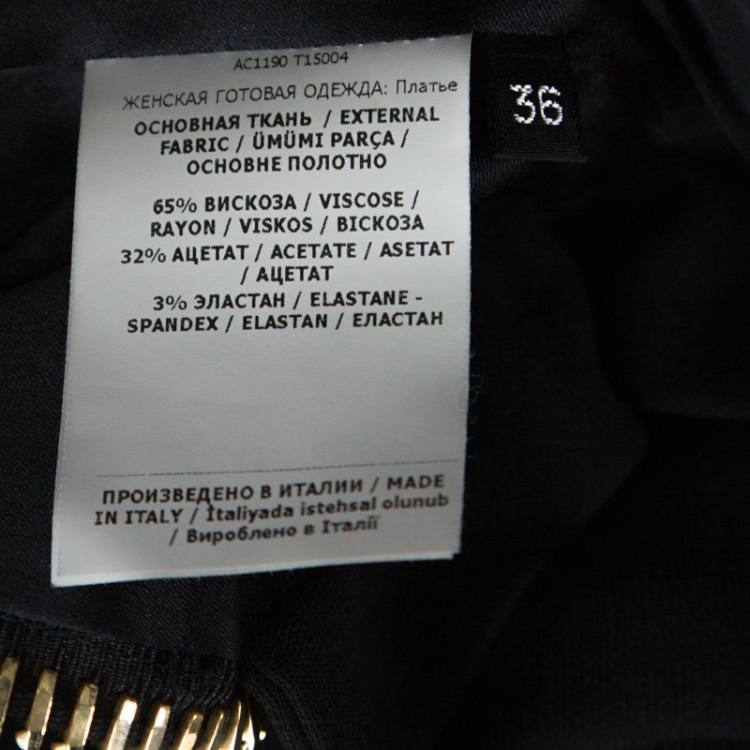 AC1190 T15004
ЖЕНСКАЯ ГОТОВАЯ ОДЕЖДА: Платье
ОСНОВНАЯ ТКАНЬ / EXTERNAL
FABRIC / ÜMÜMI PARÇA /
ОСНОВНЕ ПОЛОТНО
65% ВИСКОЗА / VISCOSE /
RAYON / VISKOS / ВІСКОЗА
32% АЦЕТАТ / ACETATE / ASETAT
/ АЦЕТАТ
3% ЭЛАСТАН / ELASTANE -
SPANDEX / ELASTAN / ЕЛАСТАН
ПРОИЗВЕДЕНО В ИТАЛИИ / MADE
IN ITALY / İtaliyada istehsal olunub
/ Вироблено в Італії
36